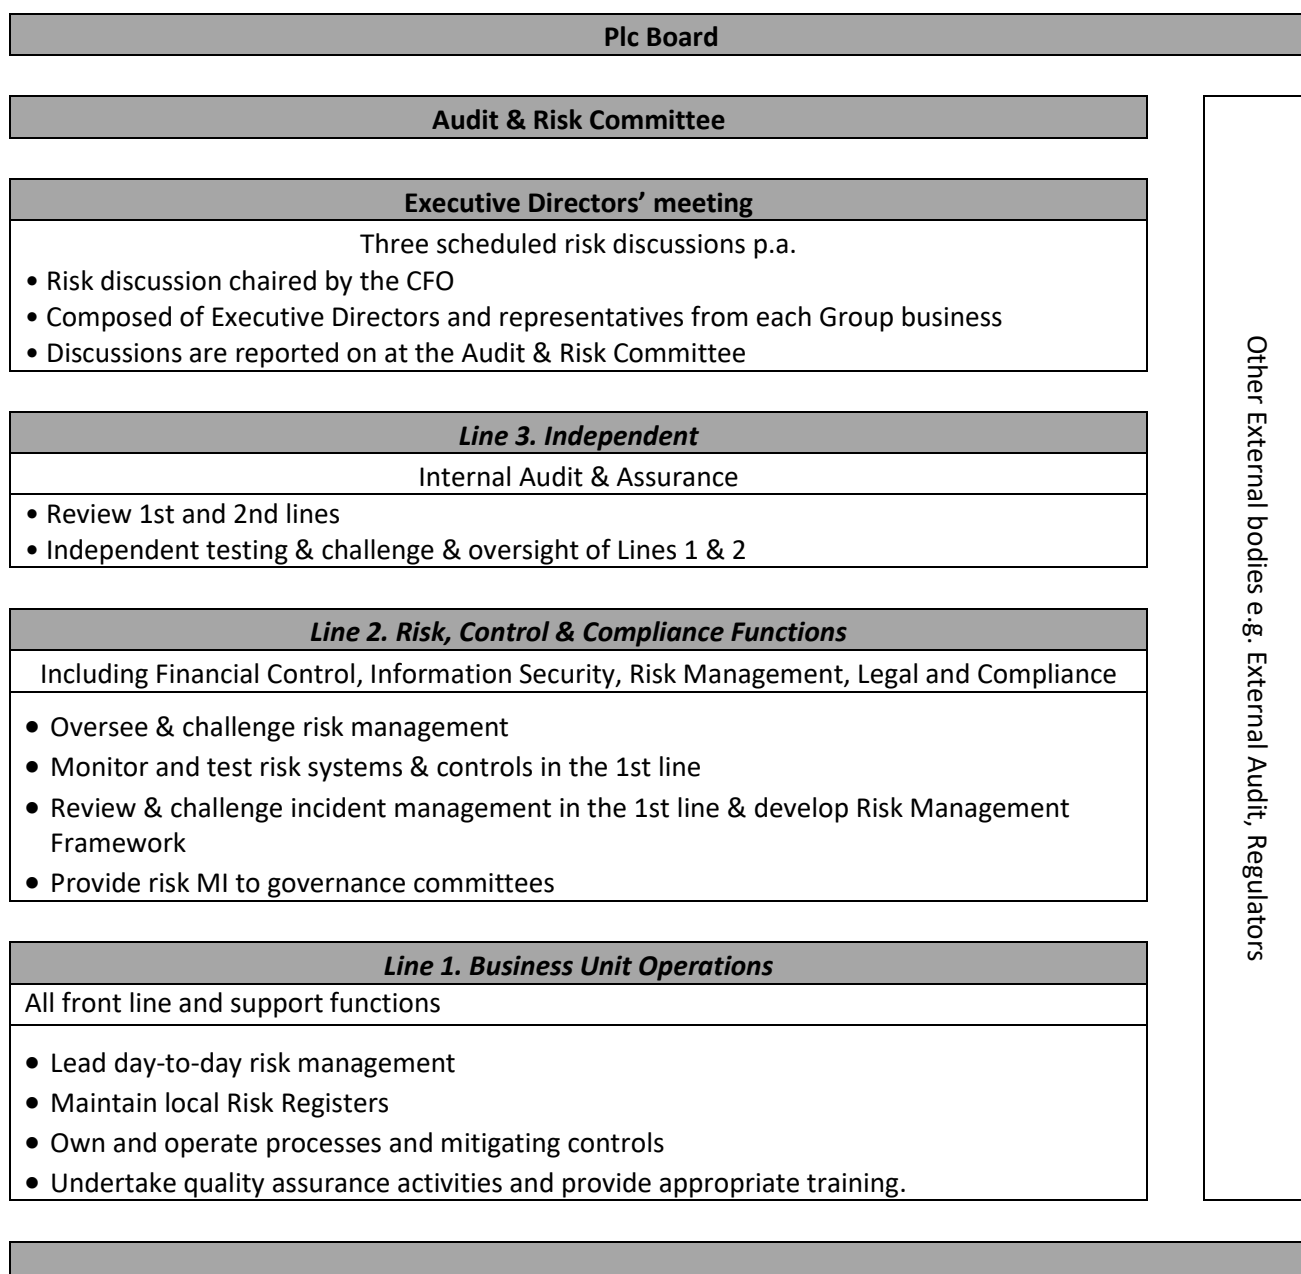 Plc Board
Audit & Risk Committee
Executive Directors’ meeting
Three scheduled risk discussions p.a.
• Risk discussion chaired by the CFO
• Composed of Executive Directors and representatives from each Group business
• Discussions are reported on at the Audit & Risk Committee
Line 3. Independent
Internal Audit & Assurance
• Review 1st and 2nd lines
• Independent testing & challenge & oversight of Lines 1 & 2
Line 2. Risk, Control & Compliance Functions
Including Financial Control, Information Security, Risk Management, Legal and Compliance
• Oversee & challenge risk management
• Monitor and test risk systems & controls in the 1st line
• Review & challenge incident management in the 1st line & develop Risk Management
Framework
• Provide risk MI to governance committees
Line 1. Business Unit Operations
All front line and support functions
• Lead day-to-day risk management
• Maintain local Risk Registers
• Own and operate processes and mitigating controls
• Undertake quality assurance activities and provide appropriate training.
Other External bodies e.g. External Audit, Regulators